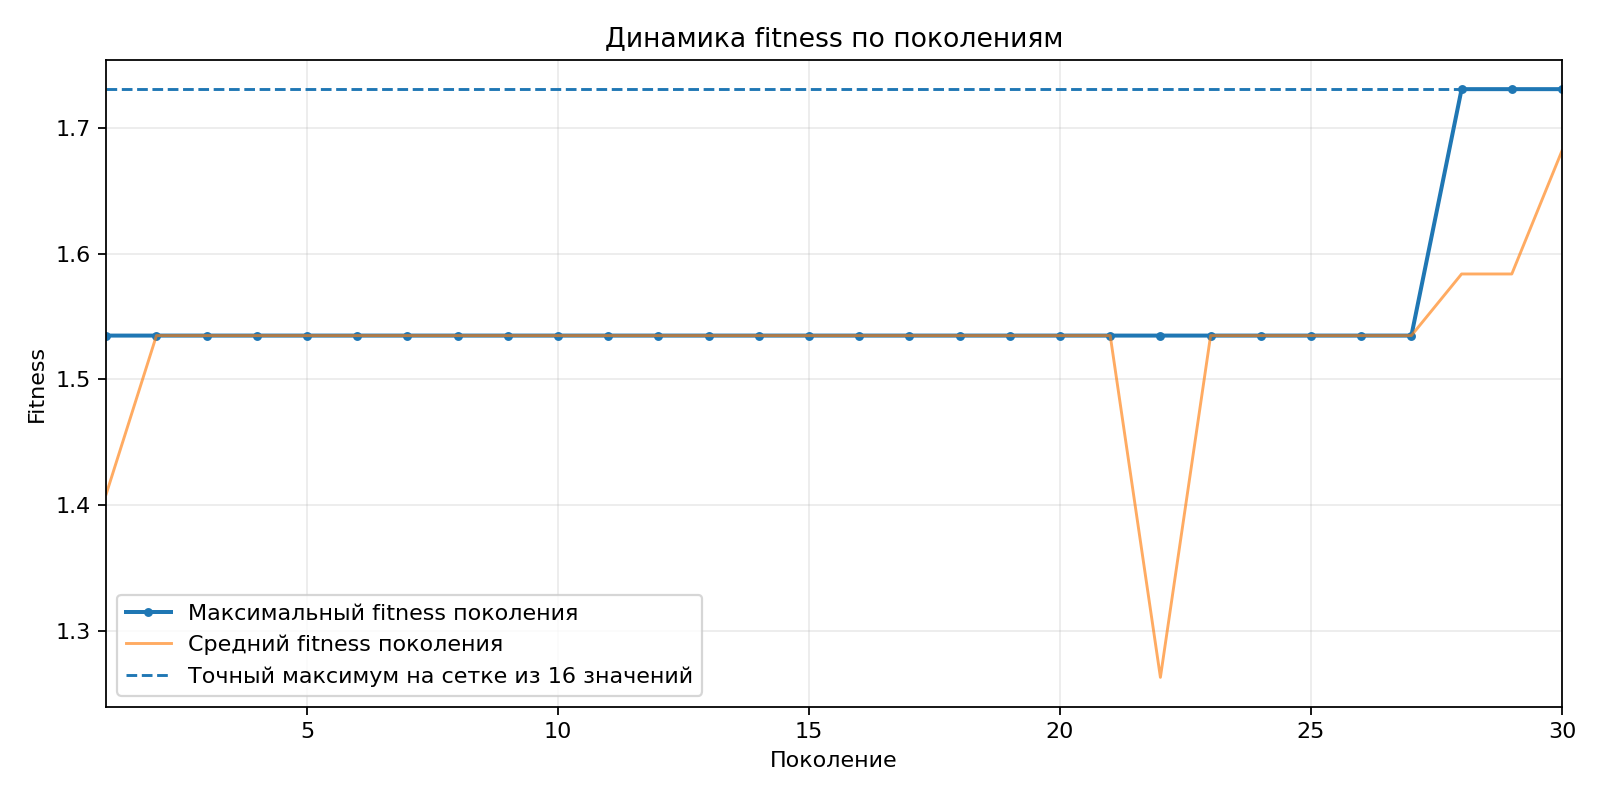 Динамика fitness по поколениям
1.7
1.6
1.5
1.4
1.3
Fitness
Максимальный fitness поколения
Средний fitness поколения
Точный максимум на сетке из 16 значений
5 10 15 20 25 30
Поколение